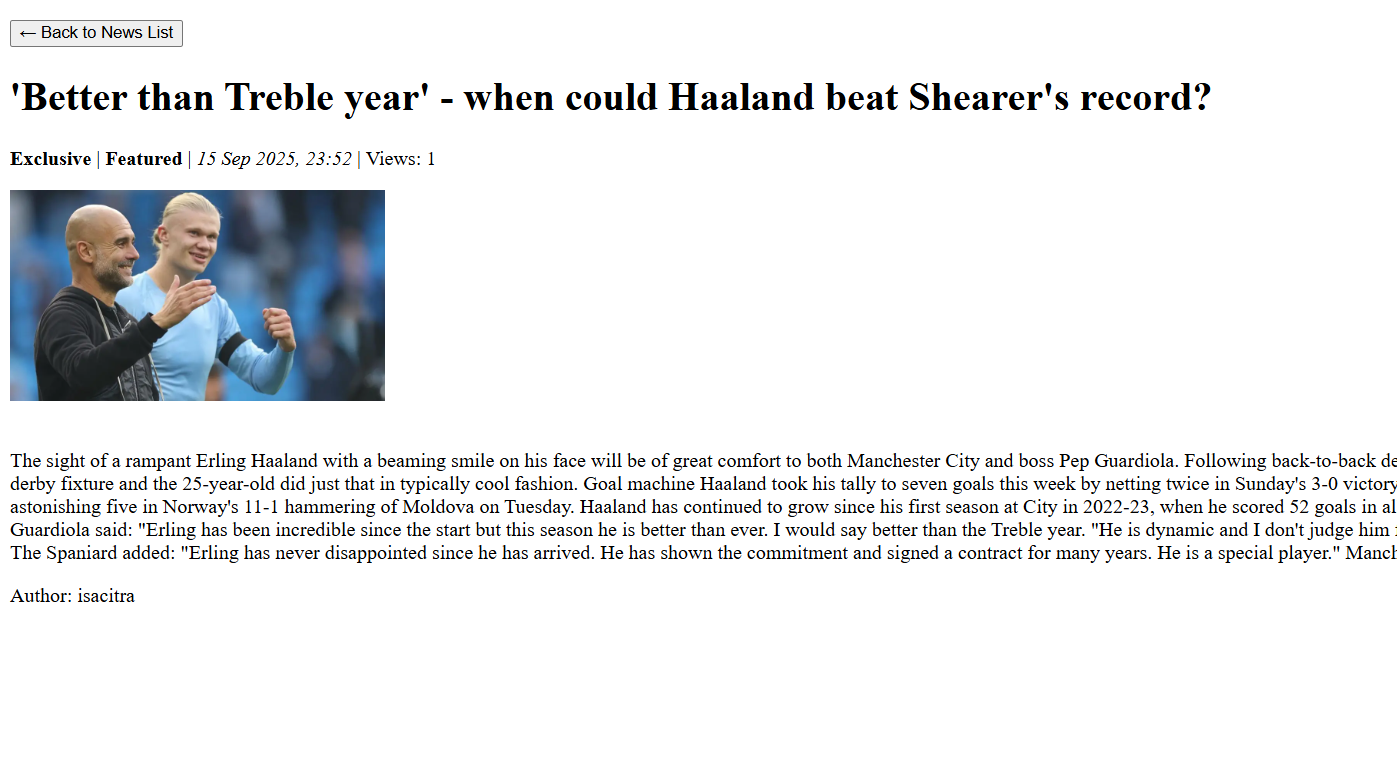 ← Back to News List
'Better than Treble year' - when could Haaland beat Shearer's record?
Exclusive | Featured | 15 Sep 2025, 23:52 | Views: 1
The sight of a rampant Erling Haaland with a beaming smile on his face will be of great comfort to both Manchester City and boss Pep Guardiola. Following back-to-back
derby fixture and the 25-year-old did just that in typically cool fashion. Goal machine Haaland took his tally to seven goals this week by netting twice in Sunday's 3-0 victory
astonishing five in Norway's 11-1 hammering of Moldova on Tuesday. Haaland has continued to grow since his first season at City in 2022-23, when he scored 52 goals in
Guardiola said: "Erling has been incredible since the start but this season he is better than ever. I would say better than the Treble year. "He is dynamic and I don't judge him
The Spaniard added: "Erling has never disappointed since he has arrived. He has shown the commitment and signed a contract for many years. He is a special player."
Author: isacitra